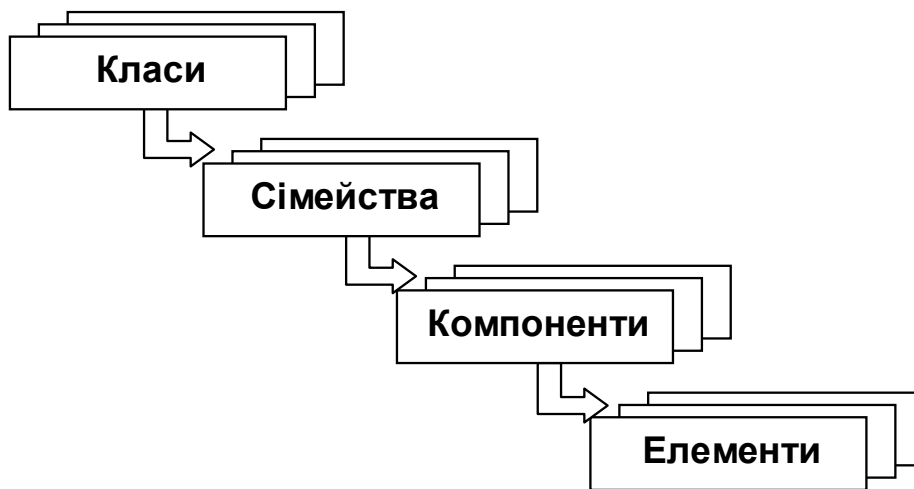 Класи
Сімейства
Компоненти
Елементи